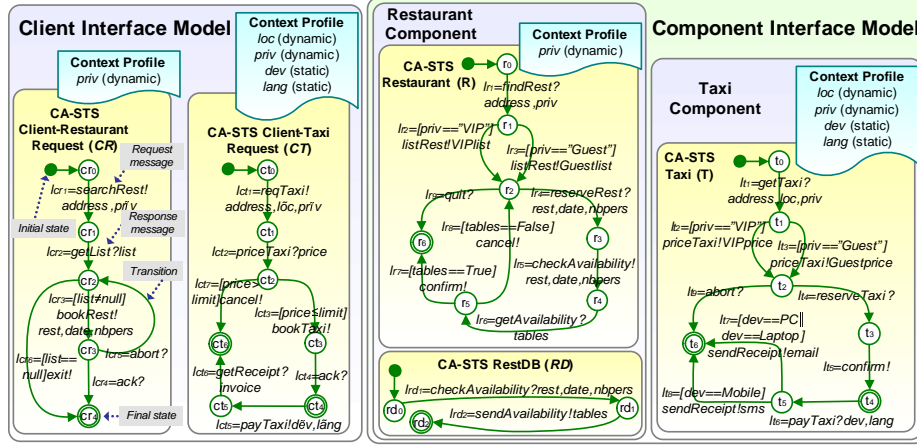 Client Interface Model
Context Profile
priv (dynamic)
CA-STS
Client-Restaurant
Request (CR)
Request
message
cr0
lcr1=searchRest!
address,prĩv
Initial state
Response
message
cr1
lcr2=getList?list
Transition
cr2
lcr3=[list≠null]
bookRest!
rest,date,nbpers
cr3
lcr5=abort?
lcr6=[list==
null]exit!
lcr4=ack?
cr4
Final state
Context Profile
loc (dynamic)
priv (dynamic)
dev (static)
lang (static)
CA-STS Client-Taxi
Request (CT)
ct0
lct1=reqTaxi!
address,lõc,prĩv
ct1
lct2=priceTaxi?price
ct2
lct7=[price>
limit]cancel!
lct3=[price≤limit]
bookTaxi!
ct6
ct3
lct6=getReceipt?
invoice
lct4=ack?
ct5
ct4
lct5=payTaxi!dẽv,lãng
Restaurant
Component
Context Profile
priv (dynamic)
CA-STS
Restaurant (R)
r0
lr1=findRest?
address,priv
r1
lr2=[priv=="VIP"]
listRest!VIPlist
lr3=[priv=="Guest"]
listRest!Guestlist
r2
lr9=quit?
lr4=reserveRest?
rest,date,nbpers
lr8=[tables==False]
cancel!
r6
r3
lr7=[tables==True]
confirm!
lr5=checkAvailability!
rest,date,nbpers
r5
r4
lr6=getAvailability?
tables
CA-STS RestDB (RD)
lrd1=checkAvailability?rest,date,nbpers
rd0
rd1
rd2
lrd2=sendAvailability!tables
Component Interface Model
Taxi
Component
Context Profile
loc (dynamic)
priv (dynamic)
dev (static)
lang (static)
CA-STS
Taxi (T)
t0
lt1=getTaxi?
address,loc,priv
t1
lt2=[priv=="VIP"]
priceTaxi!VIPprice
lt3=[priv=="Guest"]
priceTaxi!Guestprice
t2
lt9=abort?
lt4=reserveTaxi?
lt7=[dev==PC||
dev==Laptop]
sendReceipt!email
t6
t3
lt5=confirm!
lt8=[dev==Mobile]
sendReceipt!sms
t5
t4
lt6=payTaxi?dev,lang